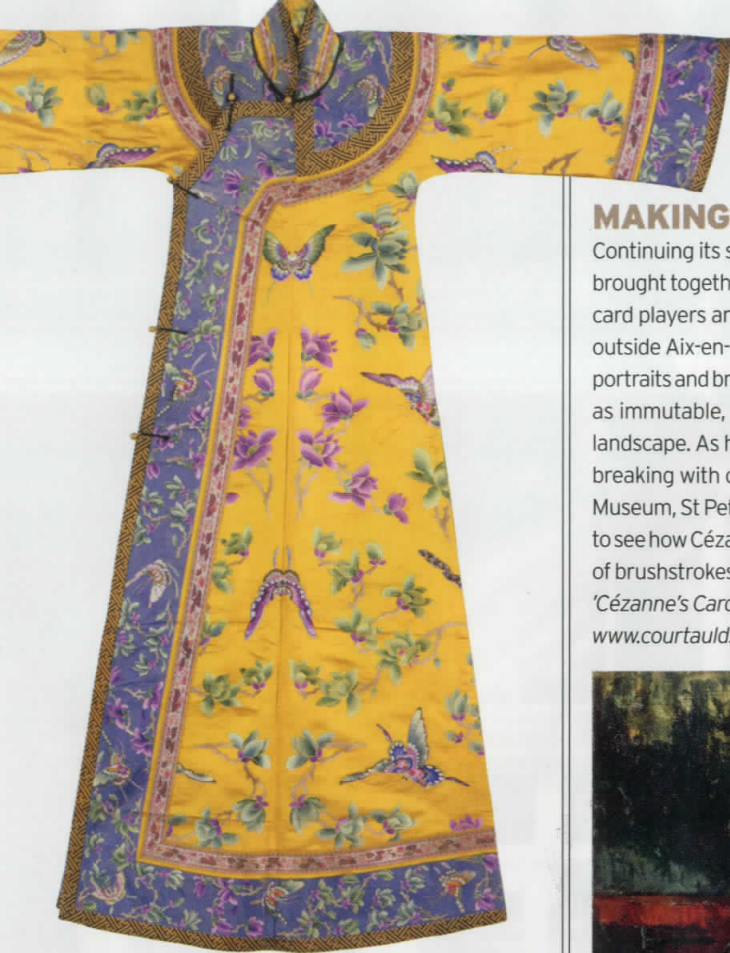 MAKING
Continuing its s
brought togeth
card players ar
outside Aix-en-
portraits and br
as immutable,
landscape. As h
breaking with c
Museum, St Pet
to see how Céza
of brushstrokes
'Cézanne's Card
www.courtauld.